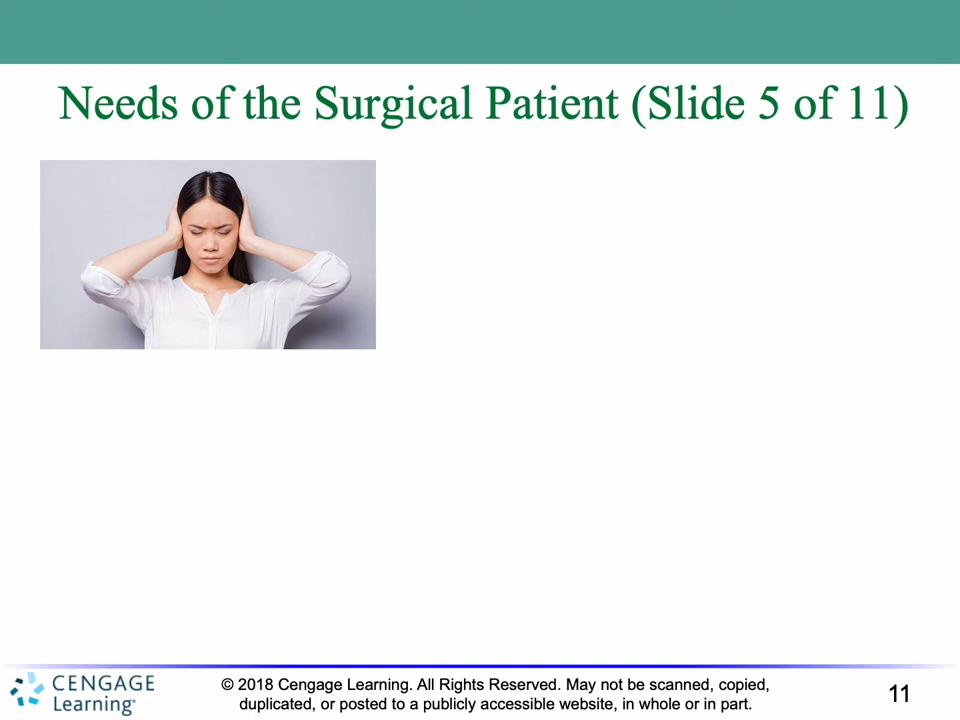 Needs of the Surgical Patient (Slide 5 of 11)
CENGAGE
Learning®
© 2018 Cengage Learning. All Rights Reserved. May not be scanned, copied,
duplicated, or posted to a publicly accessible website, in whole or in part.
11